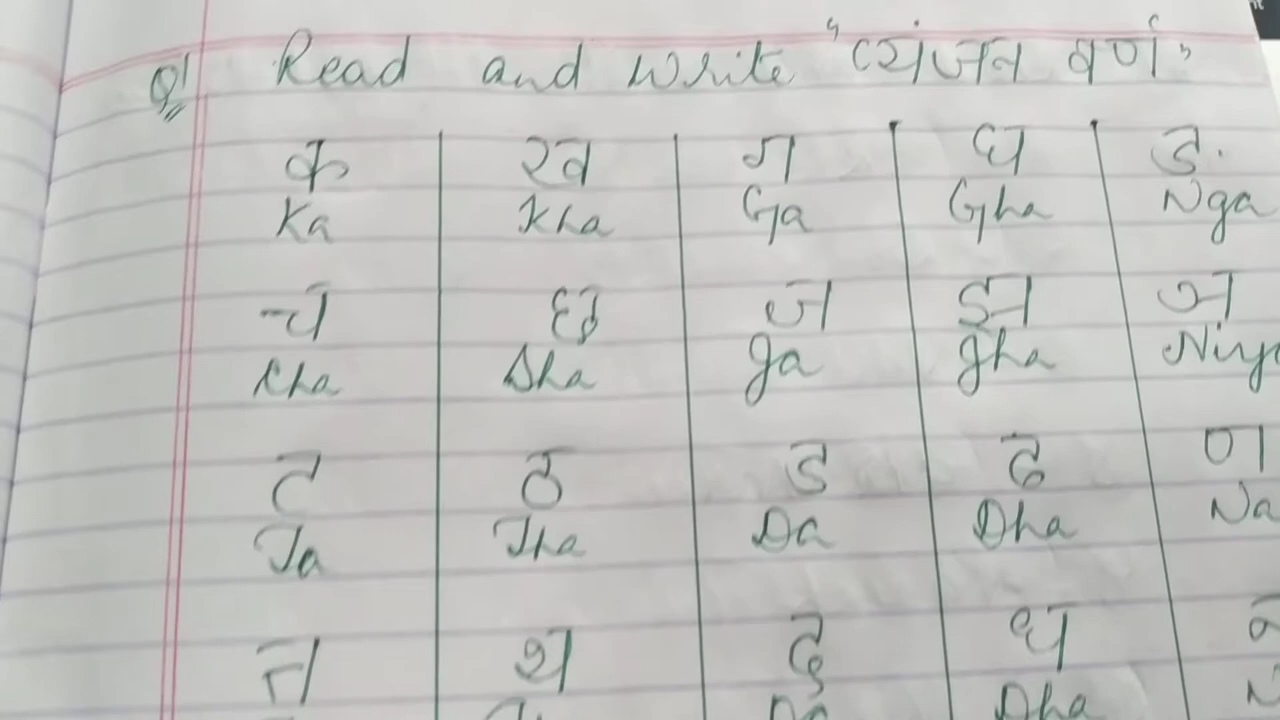 Q1 Read and write "व्यंजन वर्ण"
क ख ग घ ङ
Ka Kha Ga Gha Nga
च छ ज झ ञ
Cha ja jha
ट ठ ड ढ ण
Ta Tha Da Dha Na
त थ द ध
Dha